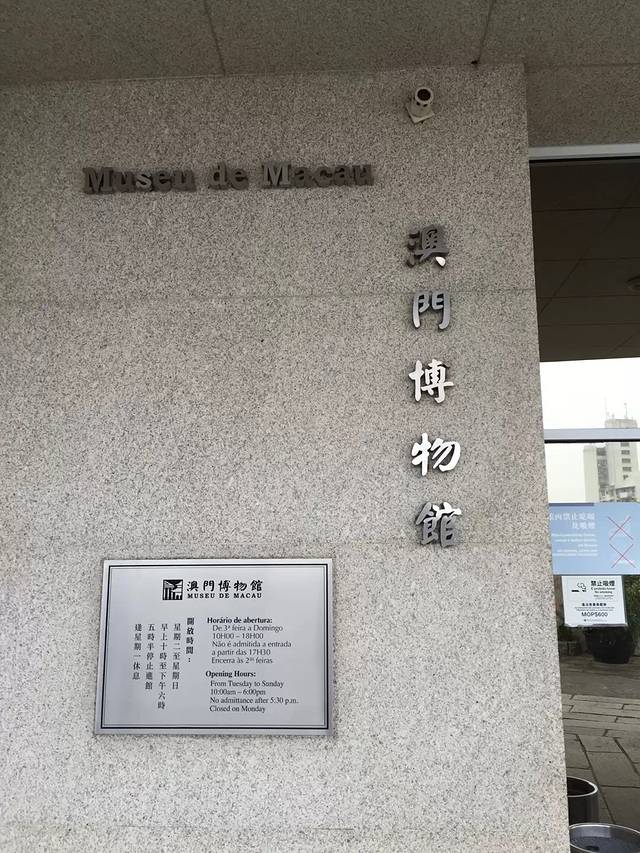 Museu de Macau
澳門博物館
澳門博物館
MUSEU DE MACAU
開放時間：
星期二至星期日
早上十時至下午六時
五時半停止進館
逢星期一休息
Horário de abertura:
De 3ª feira a Domingo
10H00 – 18H00
Não é admitida a entrada
a partir das 17H30
Encerra às 2ªˢ feiras
Opening Hours:
From Tuesday to Sunday
10:00am – 6:00pm
No admittance after 5:30 p.m.
Closed on Monday
禁止吸煙
No smoking
MOP$600